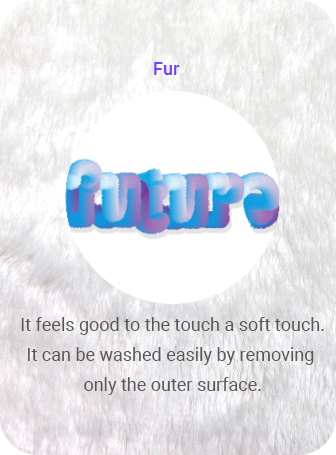 Fur
future
It feels good to the touch a soft touch.
It can be washed easily by removing
only the outer surface.